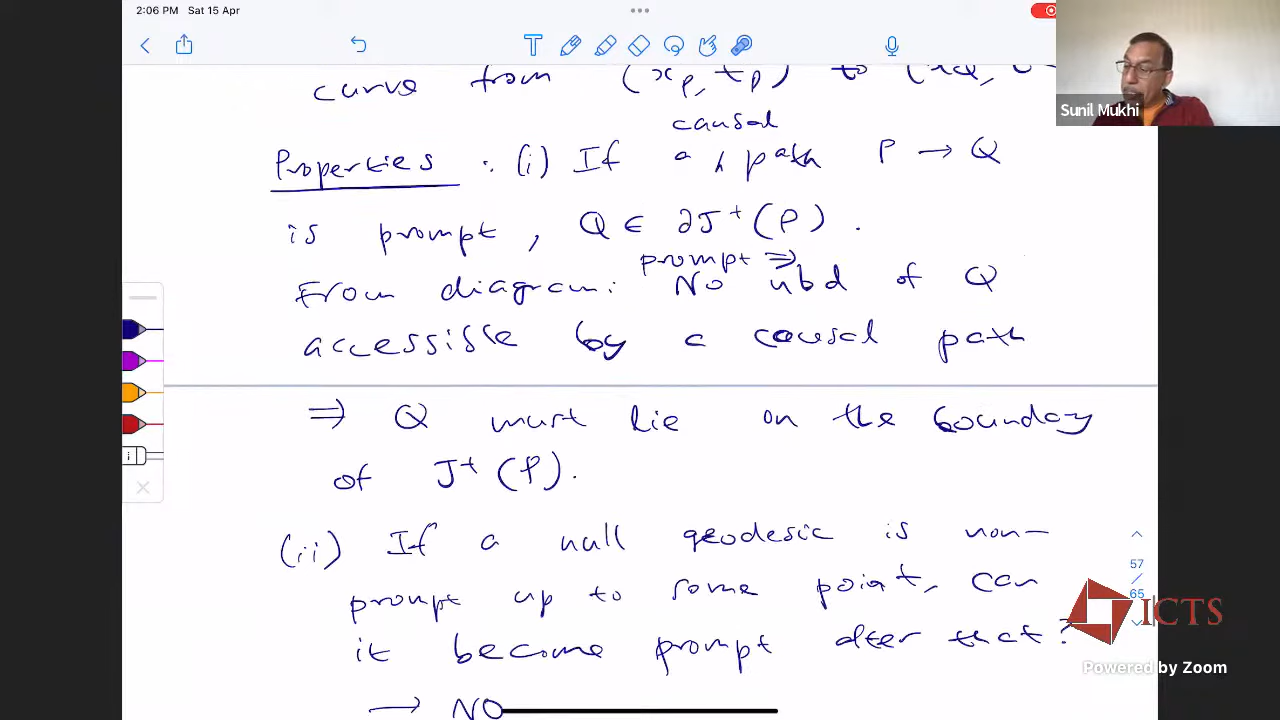 2:06 PM Sat 15 Apr
curve from (xp, tp) to
Sunil Mukhi
causal
Properties : (i) If a ʌ path P → Q
is prompt, Q ∈ ∂J⁺(P).
prompt ⇒
From diagram: No nbd of Q
accessible by a causal path
⇒ Q must lie on the boundary
of J⁺(P).
(ii) If a null geodesic is non-
prompt up to some point, can
it become prompt after that?
→ NO
57
/
65
ICTS
Powered by Zoom